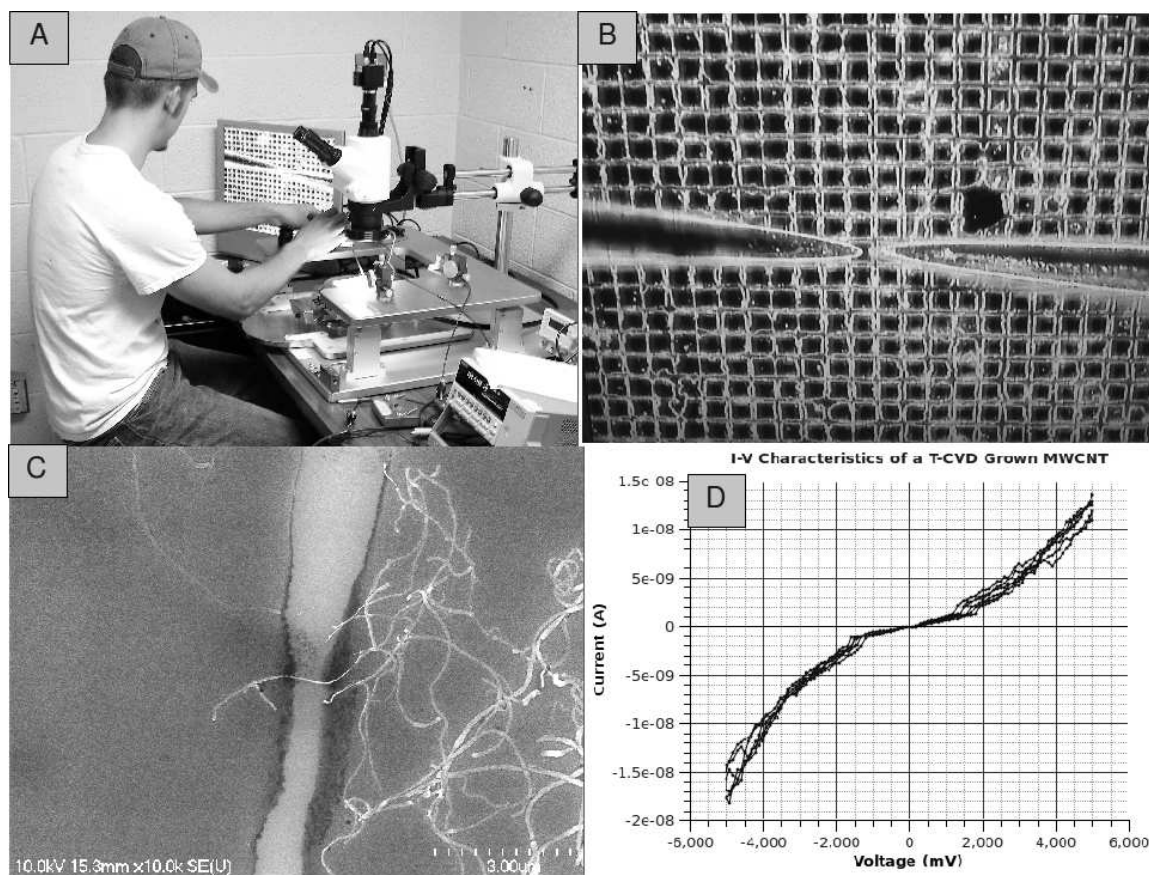 A
B
C
10.0kV 15.3mm x10.0k SE(U)
3.00um
I-V Characteristics of a T-CVD Grown MWCNT
D
1.5e-08
1e-08
5e-09
0
-5e-09
-1e-08
-1.5e-08
-2e-08
Current (A)
-5,000 -4,000 -2,000 0 2,000 4,000 6,000
Voltage (mV)